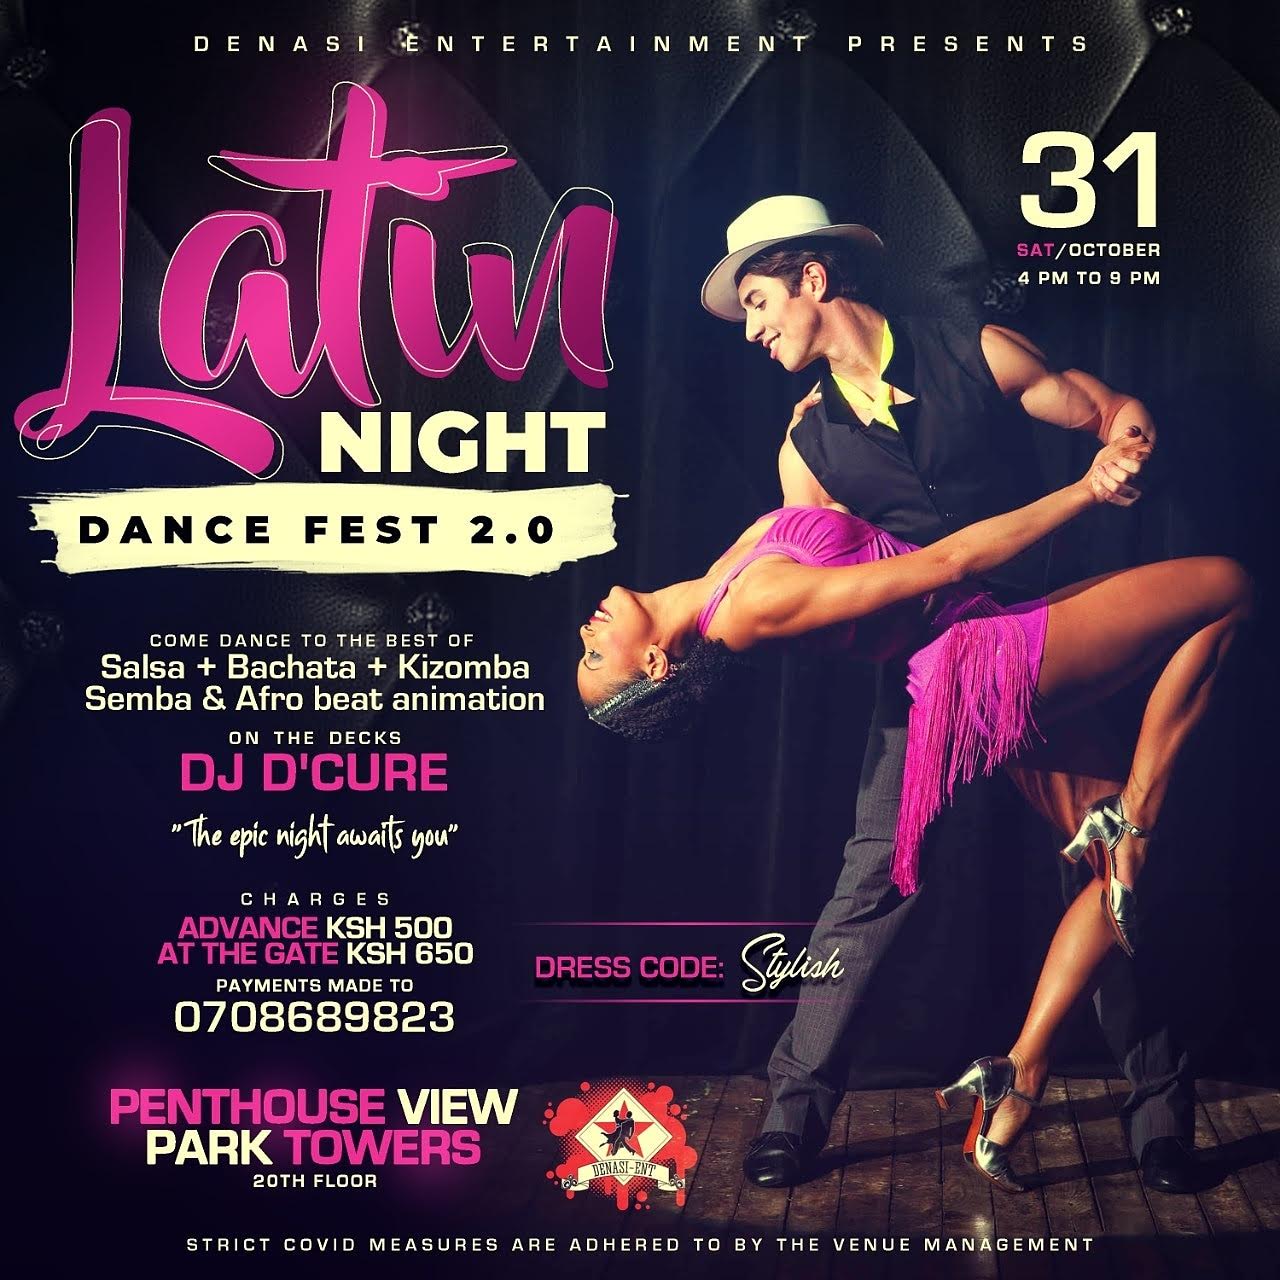 DENASI ENTERTAINMENT PRESENTS
Latin
NIGHT
DANCE FEST 2.0
31
SAT/OCTOBER
4 PM TO 9 PM
COME DANCE TO THE BEST OF
Salsa + Bachata + Kizomba
Semba & Afro beat animation
ON THE DECKS
DJ D'CURE
"The epic night awaits you"
CHARGES
ADVANCE KSH 500
AT THE GATE KSH 650
PAYMENTS MADE TO
0708689823
DRESS CODE: Stylish
PENTHOUSE VIEW
PARK TOWERS
20TH FLOOR
DENASI-ENT
STRICT COVID MEASURES ARE ADHERED TO BY THE VENUE MANAGEMENT